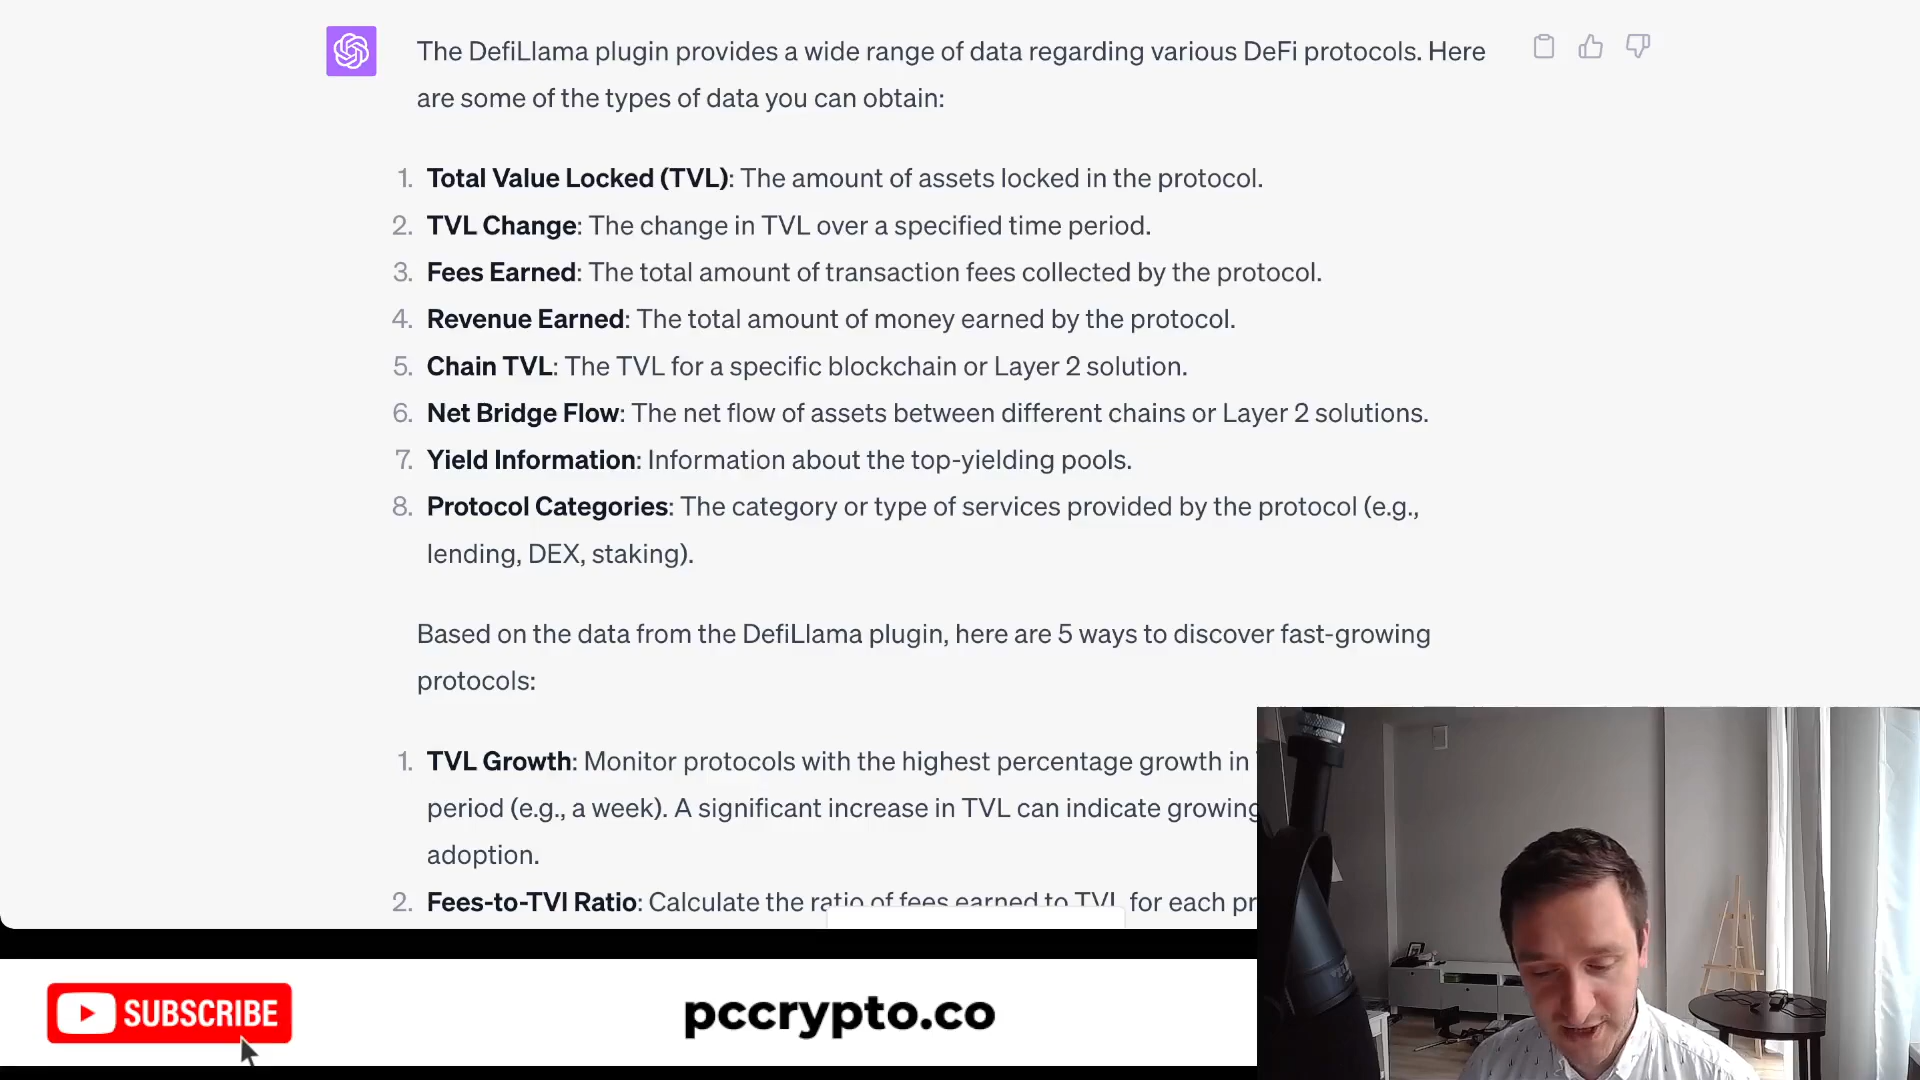 The DefiLlama plugin provides a wide range of data regarding various DeFi protocols. Here
are some of the types of data you can obtain:
1. Total Value Locked (TVL): The amount of assets locked in the protocol.
2. TVL Change: The change in TVL over a specified time period.
3. Fees Earned: The total amount of transaction fees collected by the protocol.
4. Revenue Earned: The total amount of money earned by the protocol.
5. Chain TVL: The TVL for a specific blockchain or Layer 2 solution.
6. Net Bridge Flow: The net flow of assets between different chains or Layer 2 solutions.
7. Yield Information: Information about the top-yielding pools.
8. Protocol Categories: The category or type of services provided by the protocol (e.g.,
lending, DEX, staking).
Based on the data from the DefiLlama plugin, here are 5 ways to discover fast-growing
protocols:
1. TVL Growth: Monitor protocols with the highest percentage growth in
period (e.g., a week). A significant increase in TVL can indicate growing
adoption.
2. Fees-to-TVL Ratio: Calculate the ratio of fees earned to TVL for each
SUBSCRIBE
pccrypto.co